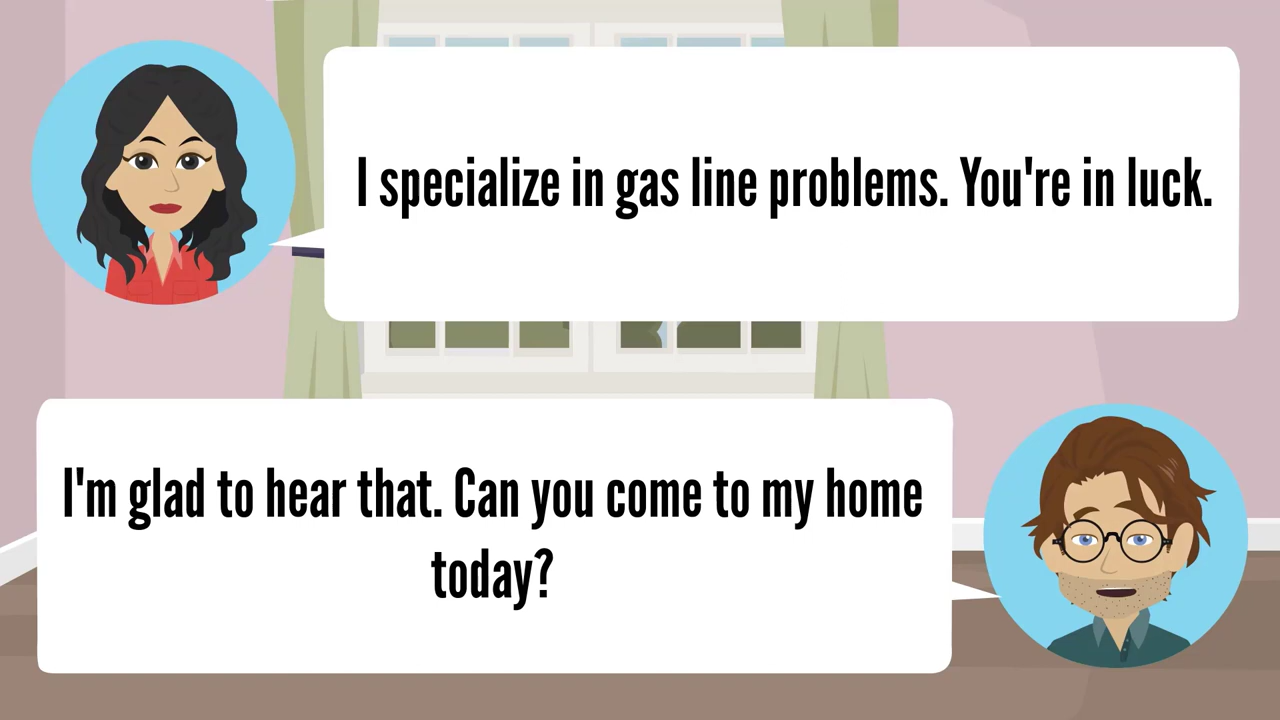 I specialize in gas line problems. You're in luck.
I'm glad to hear that. Can you come to my home
today?